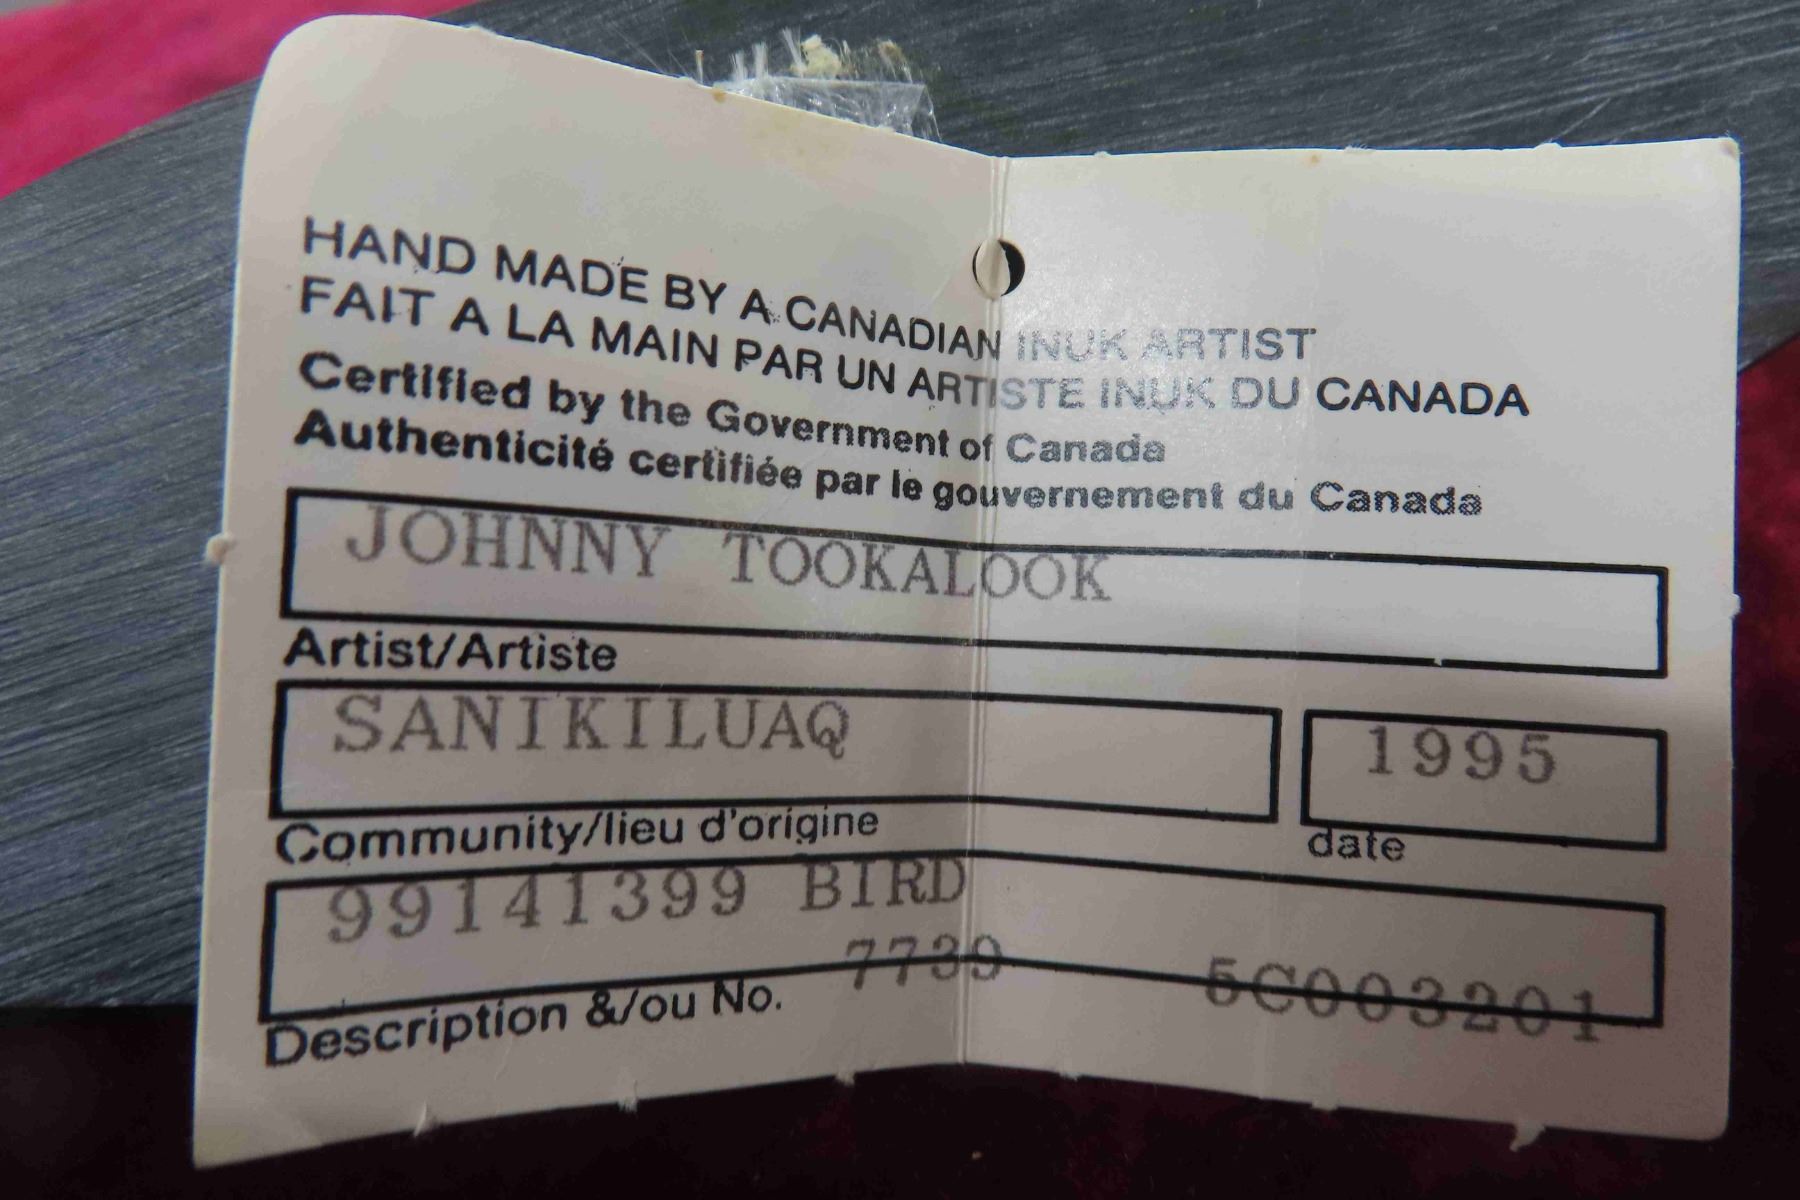 HAND MADE BY A CANADIAN INUK ARTIST
FAIT A LA MAIN PAR UN ARTISTE INUK DU CANADA
Certified by the Government of Canada
Authenticité certifiée par le gouvernement du Canada
JOHNNY TOOKALOOK
Artist/Artiste
SANIKILUAQ
1995
Community/lieu d'origine
date
99141399 BIRD
7739 5C003201
Description &/ou No.